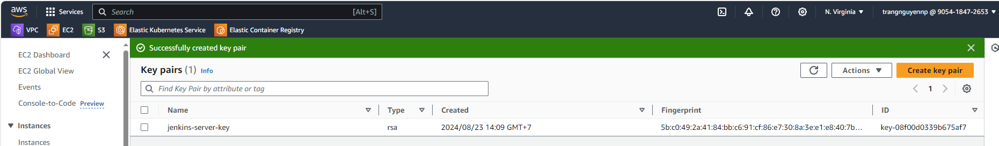 aws Services Search [Alt+S] N. Virginia trangnguyennp @ 9054-1847-2653
VPC EC2 S3 Elastic Kubernetes Service Elastic Container Registry
Successfully created key pair
EC2 Dashboard
EC2 Global View
Events
Console-to-Code Preview
Instances
Instances
Key pairs (1) Info
Actions Create key pair
Find Key Pair by attribute or tag
1
Name Type Created Fingerprint ID
jenkins-server-key rsa 2024/08/23 14:09 GMT+7 5b:c0:49:2a:41:84:bb:c6:91:cf:86:e7:30:8a:3e:e1:e8:40:7b... key-08f00d0339b675af7